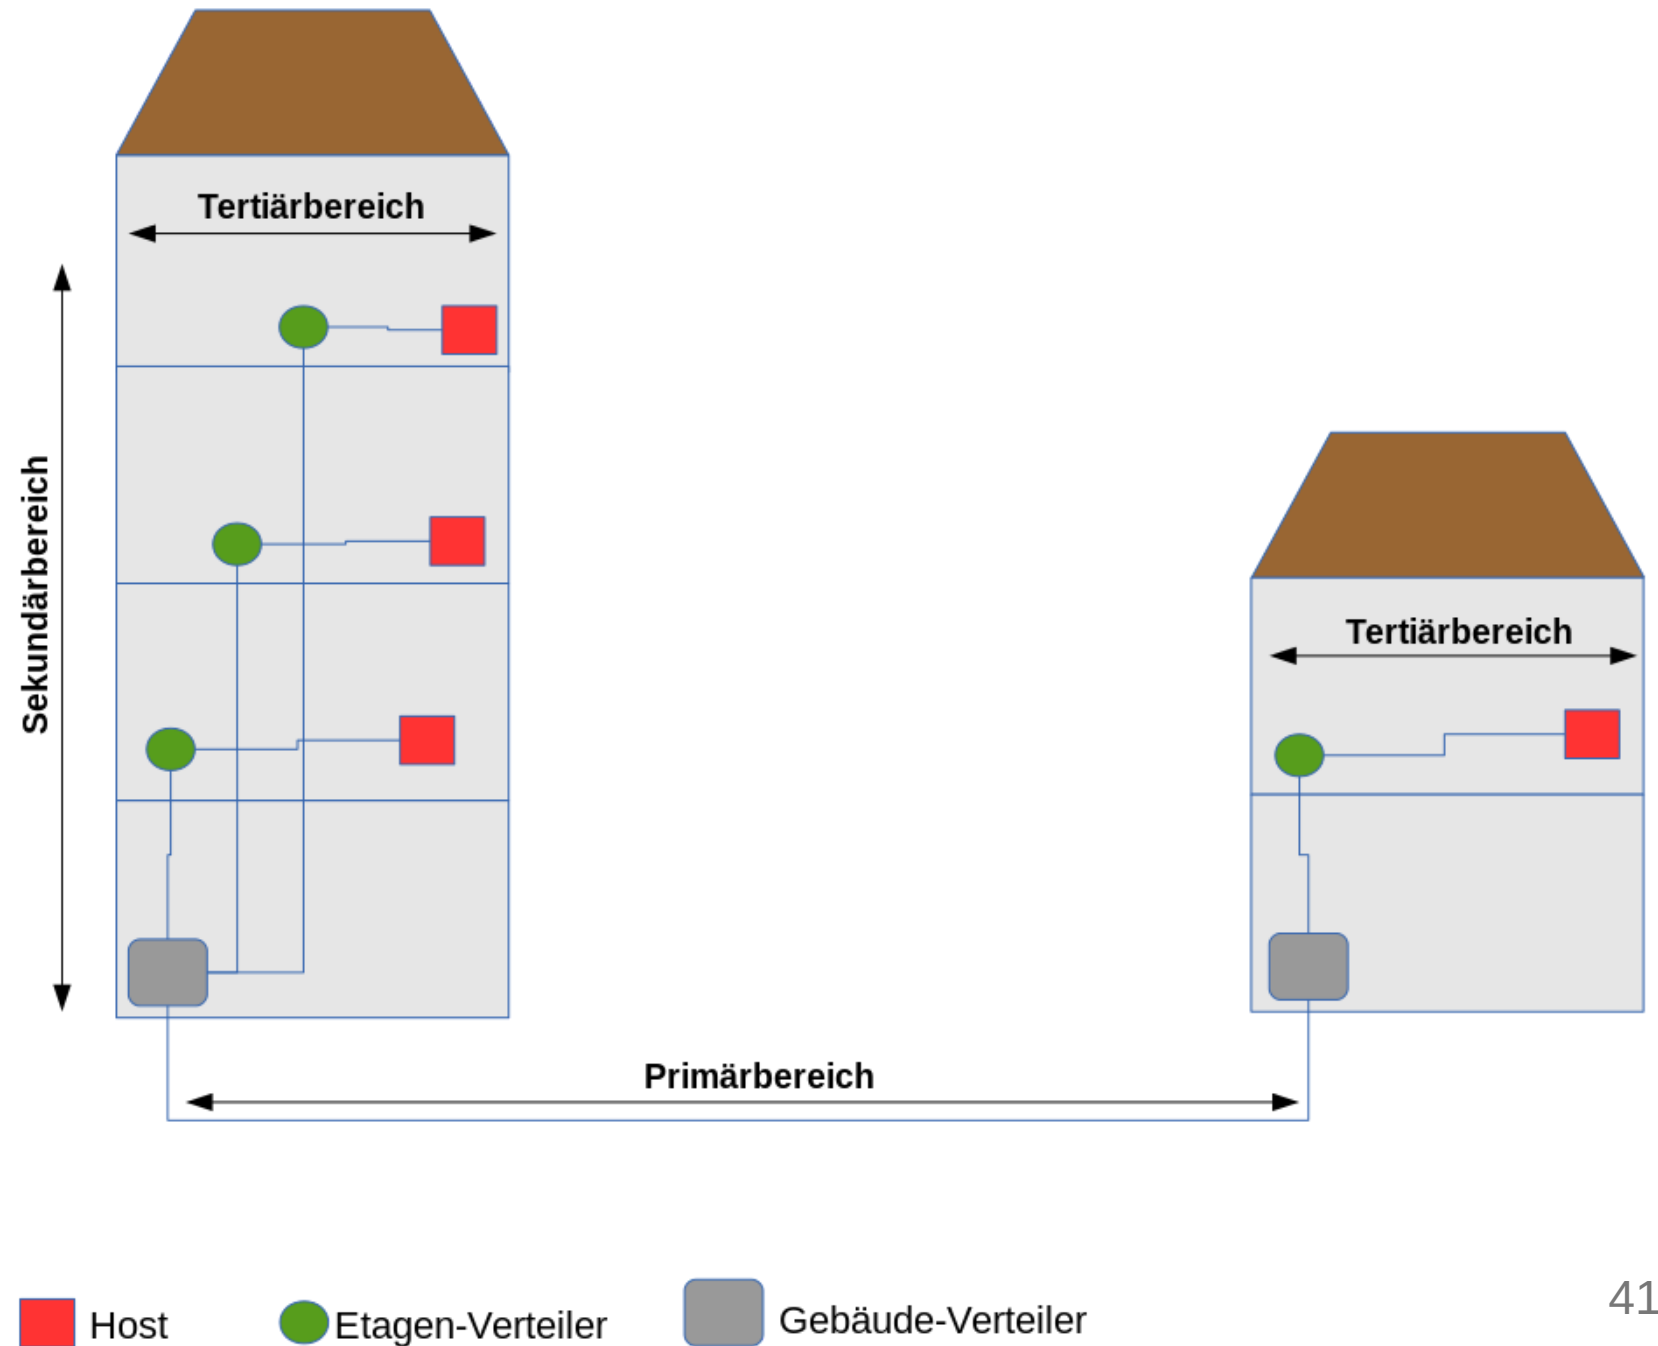 Tertiärbereich
Sekundärbereich
Tertiärbereich
Primärbereich
Host
Etagen-Verteiler
Gebäude-Verteiler
41